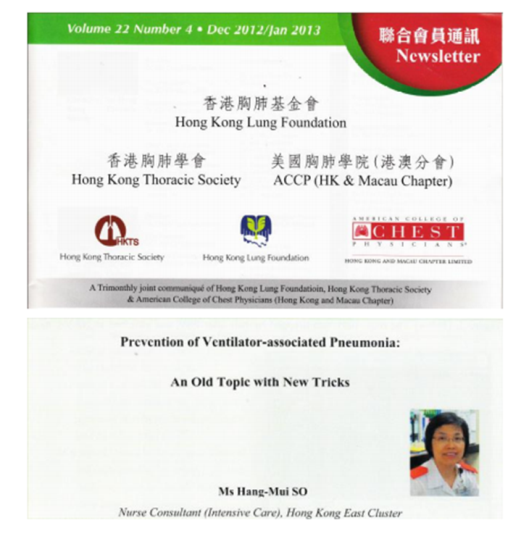 Volume 22 Number 4 • Dec 2012/Jan 2013
聯合會員通訊
Newsletter
香港胸肺基金會
Hong Kong Lung Foundation
香港胸肺學會
Hong Kong Thoracic Society
美國胸肺學院(港澳分會)
ACCP (HK & Macau Chapter)
HKTS
Hong Kong Thoracic Society
Hong Kong Lung Foundation
AMERICAN COLLEGE OF
CHEST
PHYSICIANS
HONG KONG AND MACAU CHAPTER LIMITED
A Trimonthly joint communiqué of Hong Kong Lung Foundatioin, Hong Kong Thoracic Society
& American College of Chest Physicians (Hong Kong and Macau Chapter)
Prevention of Ventilator-associated Pneumonia:
An Old Topic with New Tricks
Ms Hang-Mui SO
Nurse Consultant (Intensive Care), Hong Kong East Cluster